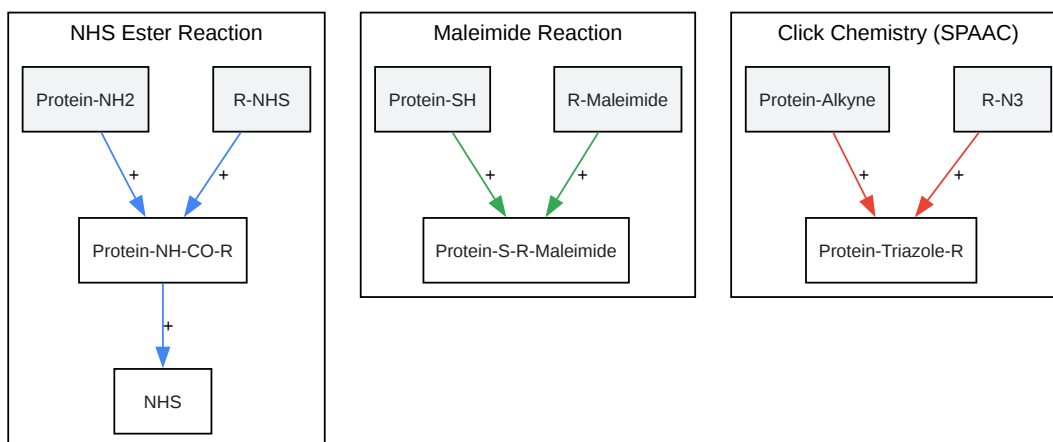 NHS Ester Reaction
Protein-NH2
R-NHS
+
+
Protein-NH-CO-R
+
NHS
Maleimide Reaction
Protein-SH
R-Maleimide
+
+
Protein-S-R-Maleimide
Click Chemistry (SPAAC)
Protein-Alkyne
R-N3
+
+
Protein-Triazole-R